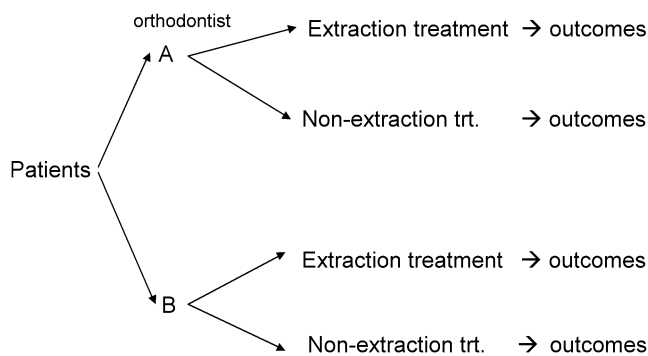 orthodontist
A
Extraction treatment → outcomes
Non-extraction trt. → outcomes
Patients
B
Extraction treatment → outcomes
Non-extraction trt. → outcomes